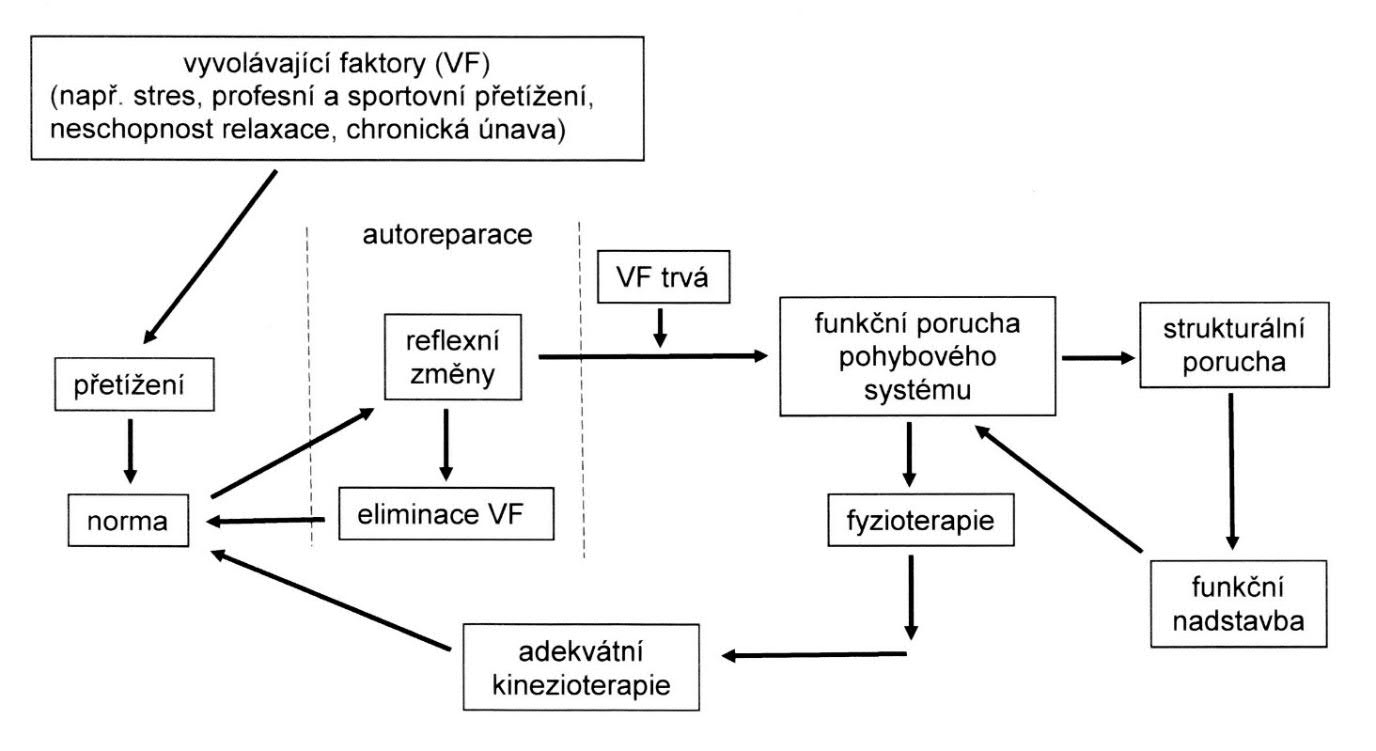 vyvolávající faktory (VF)
(např. stres, profesní a sportovní přetížení,
neschopnost relaxace, chronická únava)
autoreparace
VF trvá
přetížení
reflexní
změny
funkční porucha
pohybového
systému
strukturální
porucha
norma
eliminace VF
fyzioterapie
funkční
nadstavba
adekvátní
kinezioterapie